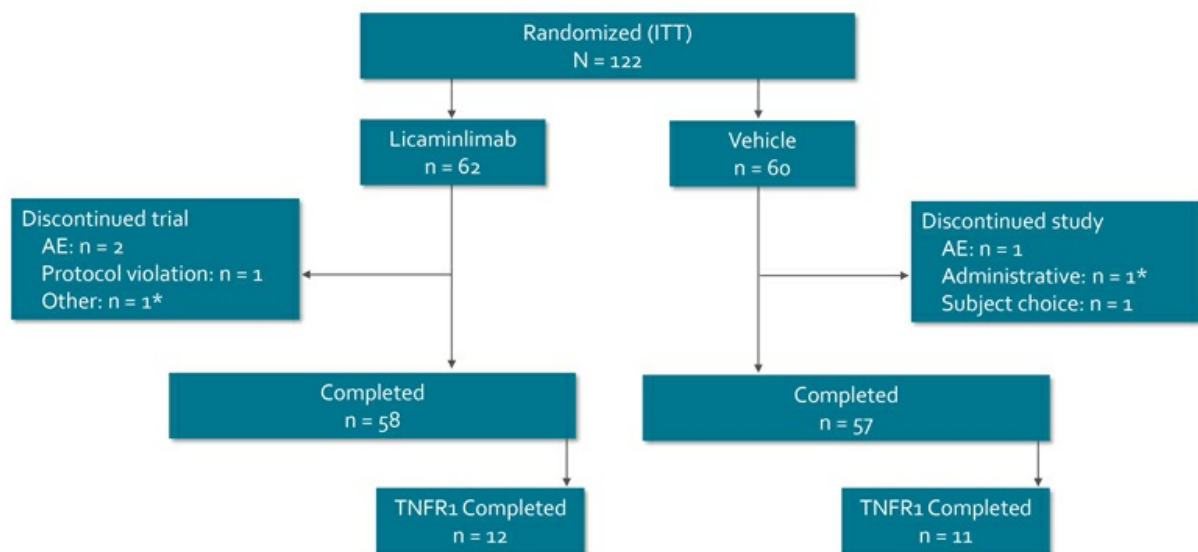 Randomized (ITT)
N = 122
Licaminlimab
n = 62
Vehicle
n = 60
Discontinued trial
AE: n = 2
Protocol violation: n = 1
Other: n = 1*
Discontinued study
AE: n = 1
Administrative: n = 1*
Subject choice: n = 1
Completed
n = 58
Completed
n = 57
TNFR1 Completed
n = 12
TNFR1 Completed
n = 11